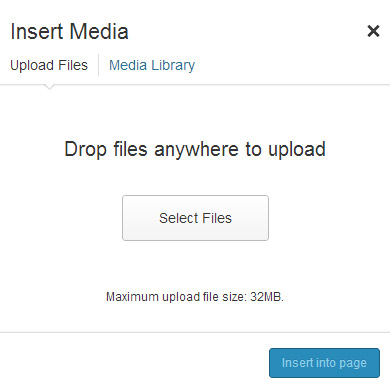 Insert Media
Upload Files Media Library
Drop files anywhere to upload
Select Files
Maximum upload file size: 32MB.
Insert into page